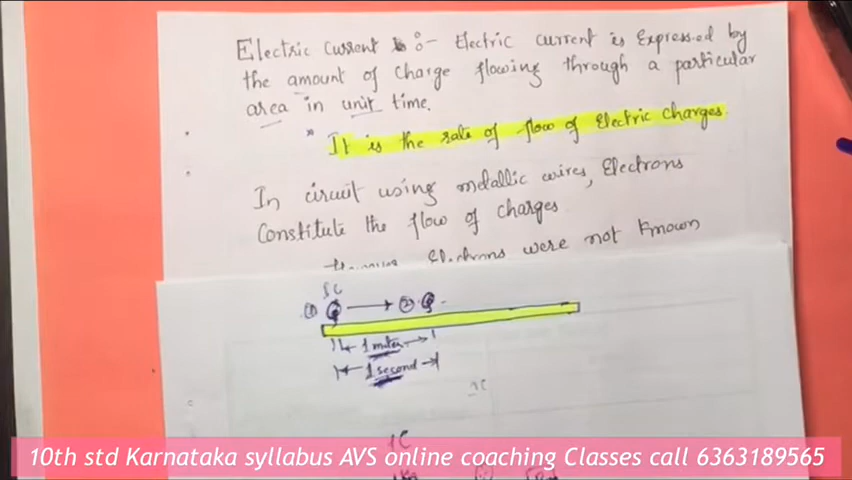 Electric current :- Electric current is Expressed by
the amount of charge flowing through a particular
area in unit time.
* It is the rate of flow of Electric charges.
In circuit using metallic wires, Electrons
Constitute the flow of charges
Electrons were not known
1 meter
1 second
1C
10th std Karnataka syllabus AVS online coaching Classes call 6363189565